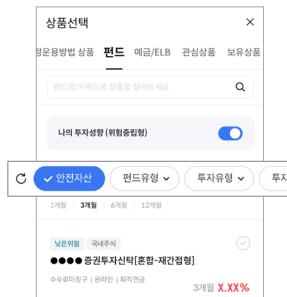 상품선택
정운용방법 상품 펀드 예금/ELB 관심상품 보유상품
펀드명/키워드로 상품을 찾아보세요.
나의 투자성향 (위험중립형)
안전자산 펀드유형 투자유형 투자
1개월 3개월 6개월 12개월
낮은위험 국내주식
●●●● 증권투자신탁[혼합-재간접형]
수수료미징구 | 온라인 | 퇴직연금
3개월 X.XX%